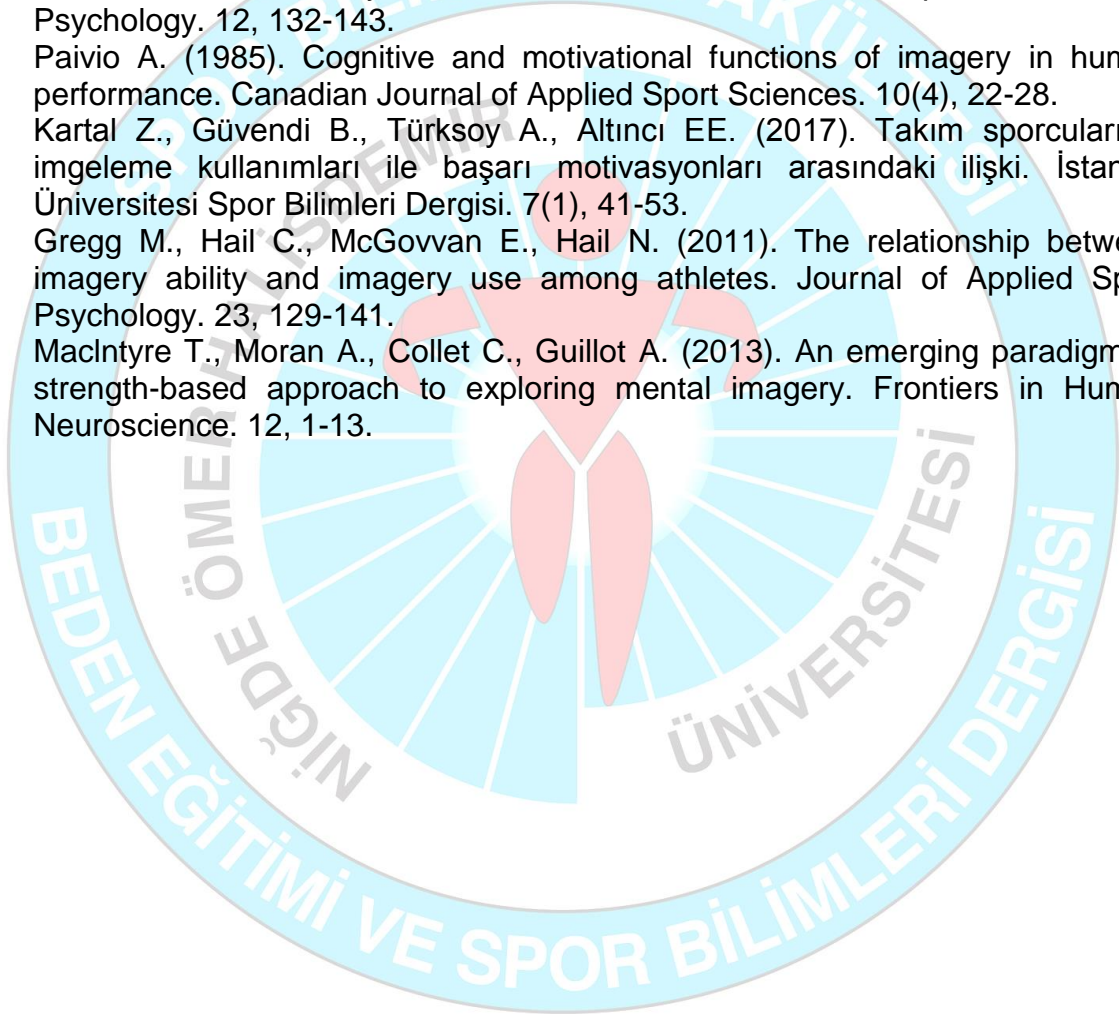 Psychology. 12, 132-143.
Paivio A. (1985). Cognitive and motivational functions of imagery in hum
performance. Canadian Journal of Applied Sport Sciences. 10(4), 22-28.
Kartal Z., Güvendi B., Türksoy A., Altıncı EE. (2017). Takım sporcuları
imgeleme kullanımları ile başarı motivasyonları arasındaki ilişki. İstan
Üniversitesi Spor Bilimleri Dergisi. 7(1), 41-53.
Gregg M., Hail C., McGovvan E., Hail N. (2011). The relationship betwe
imagery ability and imagery use among athletes. Journal of Applied Sp
Psychology. 23, 129-141.
MacIntyre T., Moran A., Collet C., Guillot A. (2013). An emerging paradigm
strength-based approach to exploring mental imagery. Frontiers in Hum
Neuroscience. 12, 1-13.
NİĞDE ÖMER HALİSDEMİR
ÜNİVERSİTESİ
SPOR BİLİM AKÜLTESİ
BEDEN EĞİTİMİ VE SPOR BİLİMLERİ DERGİSİ